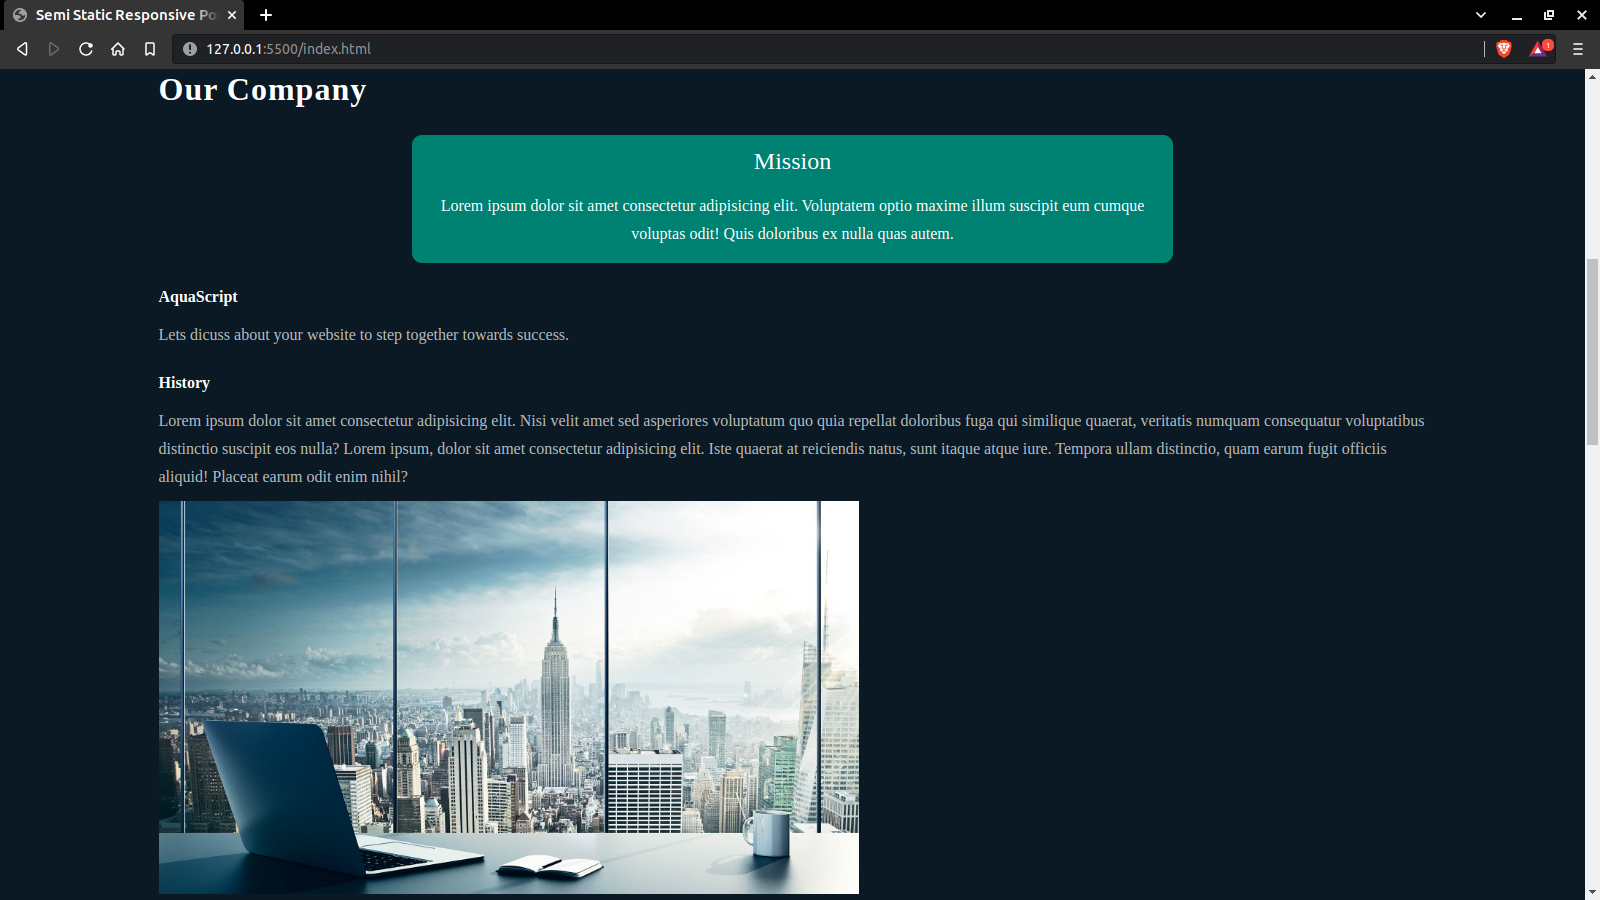 Semi Static Responsive Po
127.0.0.1:5500/index.html
1
Our Company
Mission
Lorem ipsum dolor sit amet consectetur adipisicing elit. Voluptatem optio maxime illum suscipit eum cumque
voluptas odit! Quis doloribus ex nulla quas autem.
AquaScript
Lets dicuss about your website to step together towards success.
History
Lorem ipsum dolor sit amet consectetur adipisicing elit. Nisi velit amet sed asperiores voluptatum quo quia repellat doloribus fuga qui similique quaerat, veritatis numquam consequatur voluptatibus
distinctio suscipit eos nulla? Lorem ipsum, dolor sit amet consectetur adipisicing elit. Iste quaerat at reiciendis natus, sunt itaque atque iure. Tempora ullam distinctio, quam earum fugit officiis
aliquid! Placeat earum odit enim nihil?